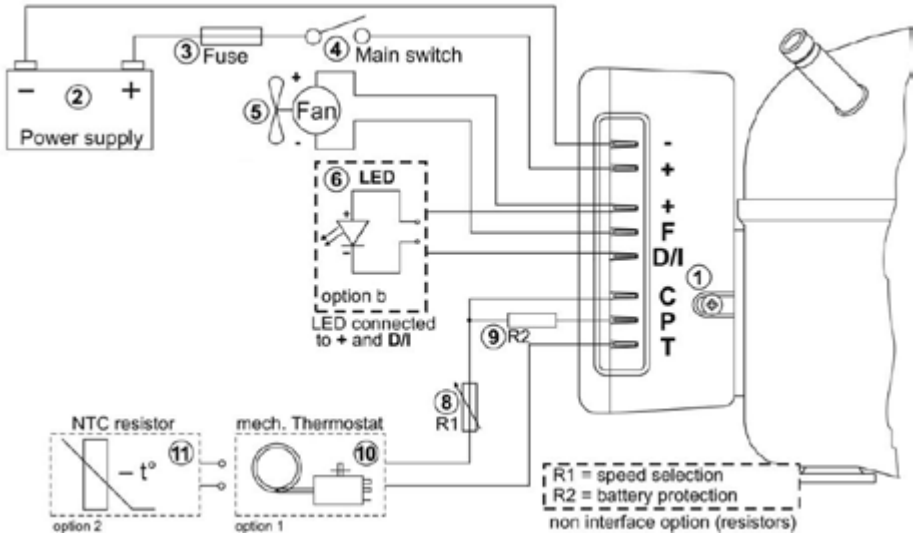 3
Fuse
4
Main switch
− 2 +
Power supply
+
5 Fan
-
6 LED
+
−
option b
LED connected
to + and D/I
-
+
+
F
D/I
C
P
T
1
9 R2
8
R1
NTC resistor
11
− t°
option 2
mech. Thermostat
10
option 1
R1 = speed selection
R2 = battery protection
non interface option (resistors)